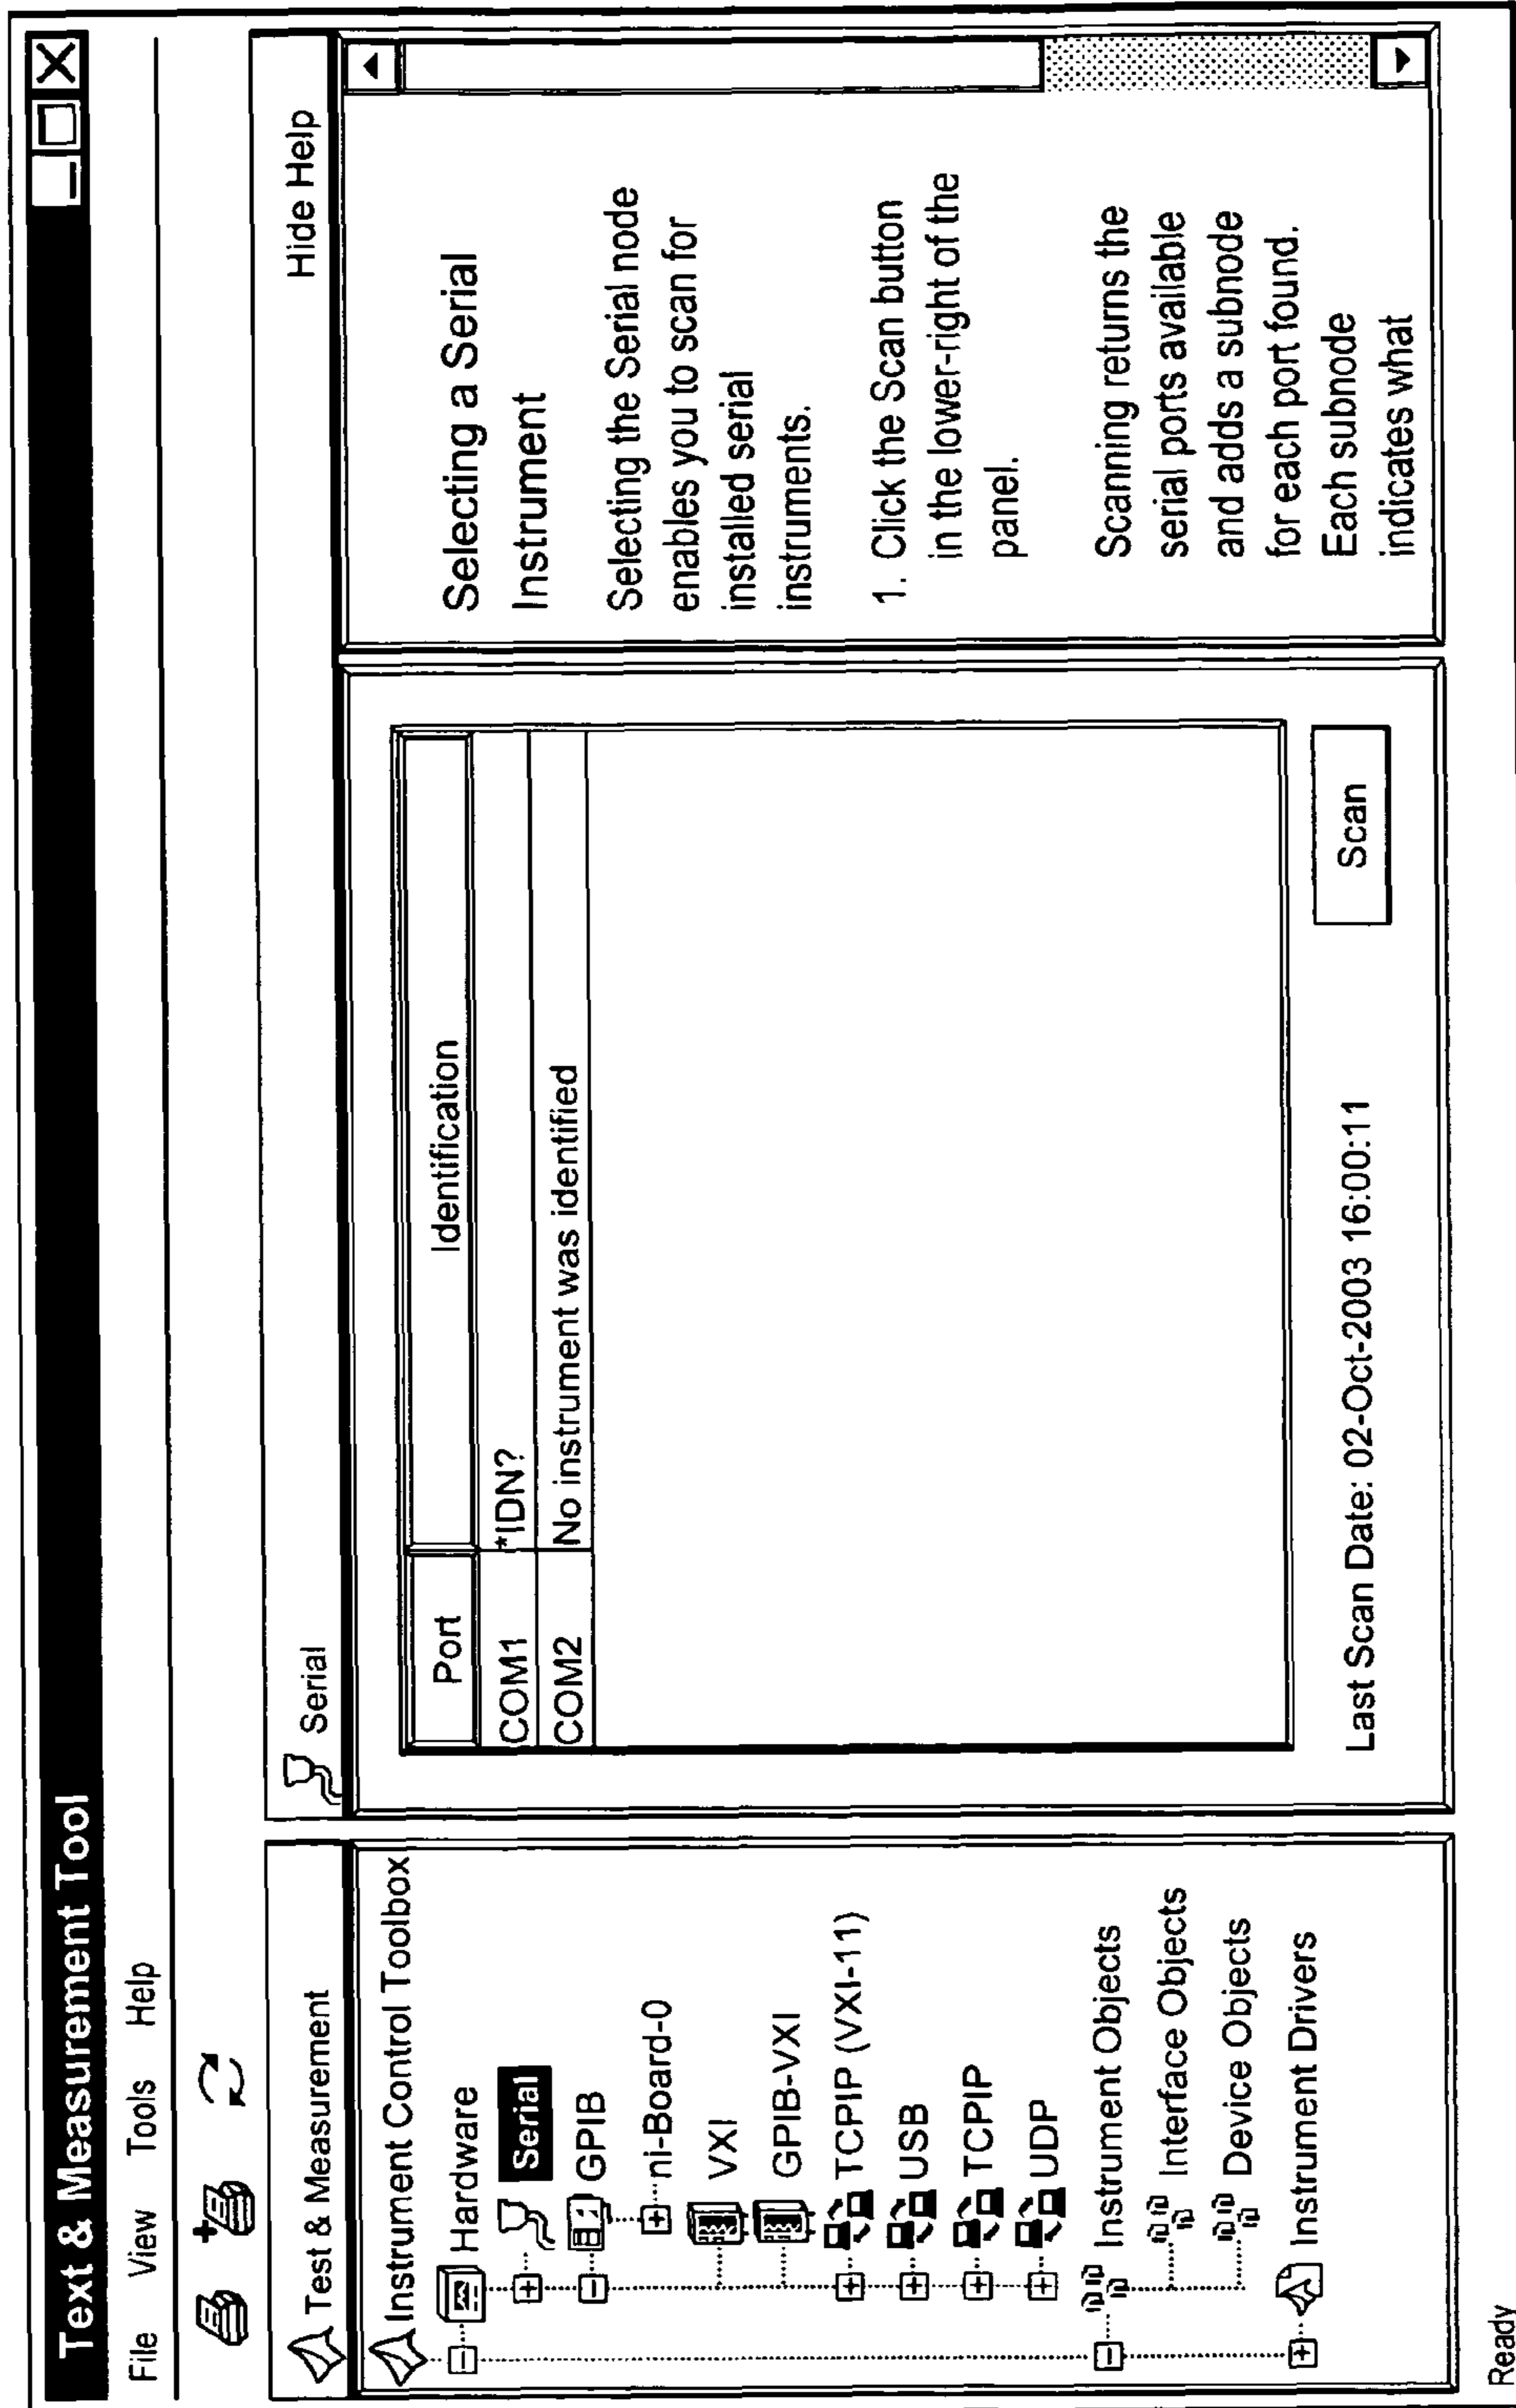 Text & Measurement Tool
File View Tools Help
Test & Measurement
Instrument Control Toolbox
Hardware
Serial
GPIB
ni-Board-0
VXI
GPIB-VXI
TCPIP (VXI-11)
USB
TCPIP
UDP
Instrument Objects
Interface Objects
Device Objects
Instrument Drivers
Serial
Hide Help
Port Identification
COM1 *IDN?
COM2 No instrument was identified
Last Scan Date: 02-Oct-2003 16:00:11
Scan
Selecting a Serial
Instrument
Selecting the Serial node
enables you to scan for
installed serial
instruments.
1. Click the Scan button
in the lower-right of the
panel.
Scanning returns the
serial ports available
and adds a subnode
for each port found.
Each subnode
indicates what
Ready